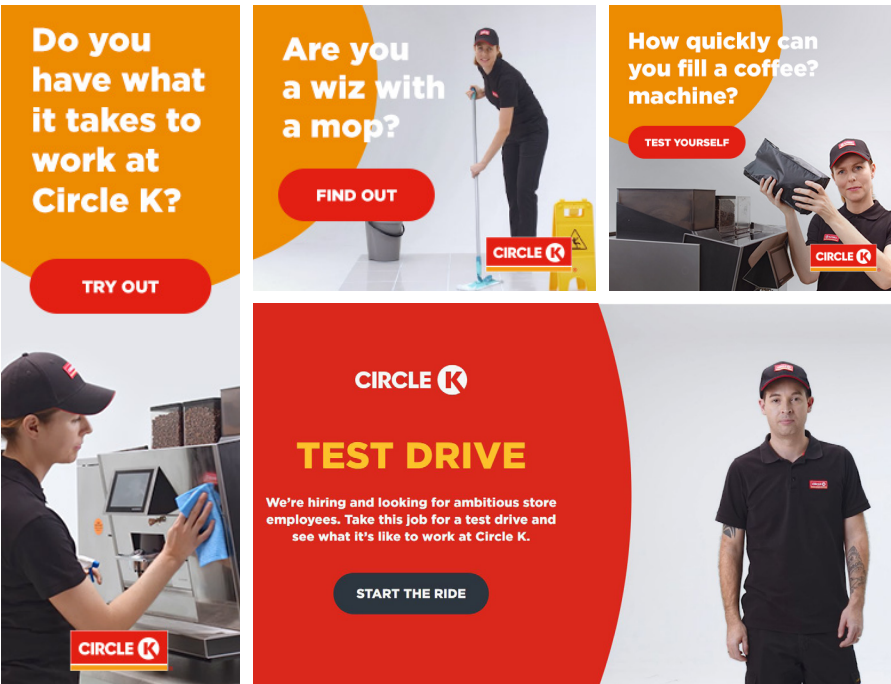 Do you
have what
it takes to
work at
Circle K?
TRY OUT
CIRCLE K
Are you
a wiz with
a mop?
FIND OUT
CIRCLE K
How quickly can
you fill a coffee?
machine?
TEST YOURSELF
CIRCLE K
CIRCLE K
TEST DRIVE
We're hiring and looking for ambitious store
employees. Take this job for a test drive and
see what it's like to work at Circle K.
START THE RIDE